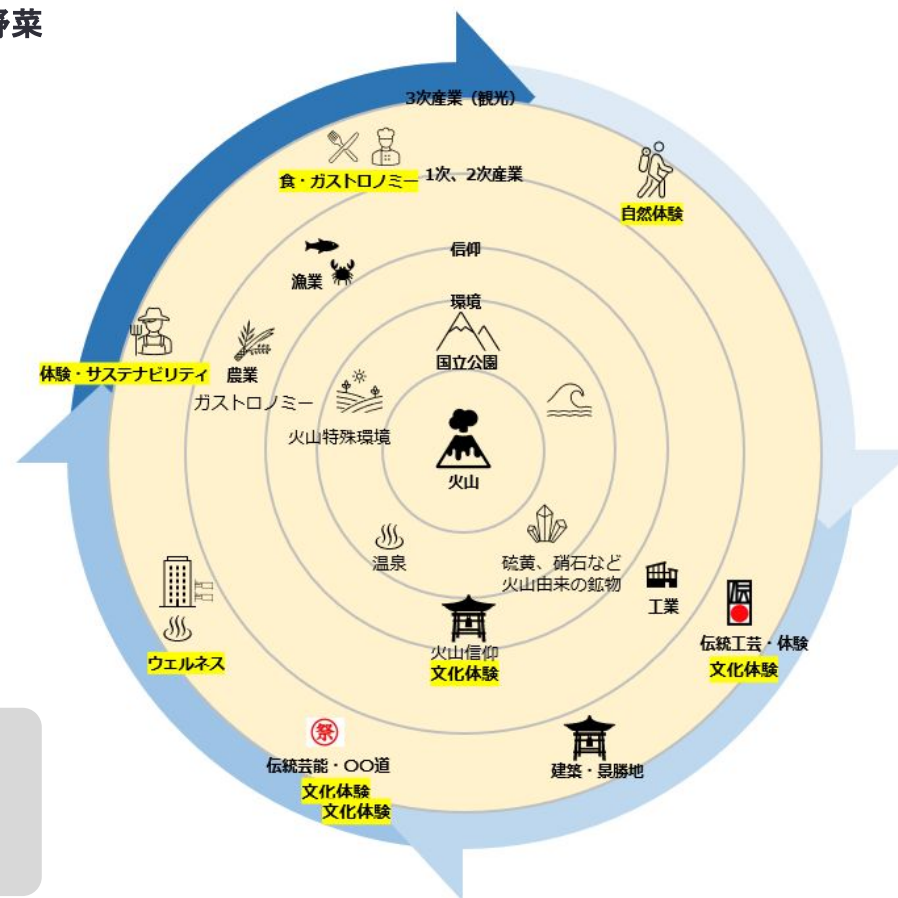 野菜
3次産業（観光）
食・ガストロノミー
1次、2次産業
自然体験
信仰
漁業
環境
国立公園
体験・サステナビリティ
農業
ガストロノミー
火山特殊環境
火山
温泉
硫黄、硝石など
火山由来の鉱物
工業
伝
伝統工芸・体験
文化体験
火山信仰
文化体験
ウェルネス
祭
伝統芸能・〇〇道
文化体験
文化体験
建築・景勝地